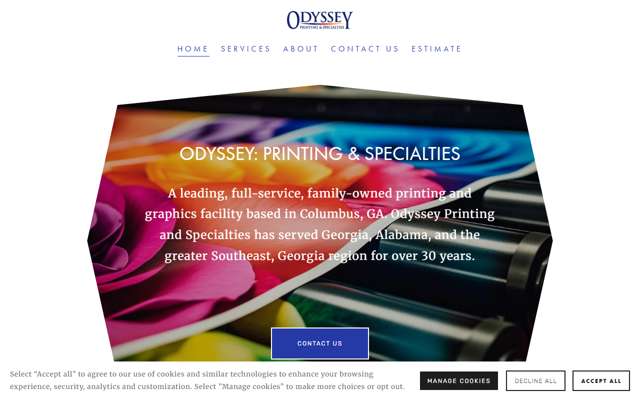 ODYSSEY
PRINTING & SPECIALTIES
HOME SERVICES ABOUT CONTACT US ESTIMATE
ODYSSEY: PRINTING & SPECIALTIES
A leading, full-service, family-owned printing and
graphics facility based in Columbus, GA. Odyssey Printing
and Specialties has served Georgia, Alabama, and the
greater Southeast, Georgia region for over 30 years.
CONTACT US
Select “Accept all” to agree to our use of cookies and similar technologies to enhance your browsing
experience, security, analytics and customization. Select “Manage cookies” to make more choices or opt out.
MANAGE COOKIES
DECLINE ALL
ACCEPT ALL